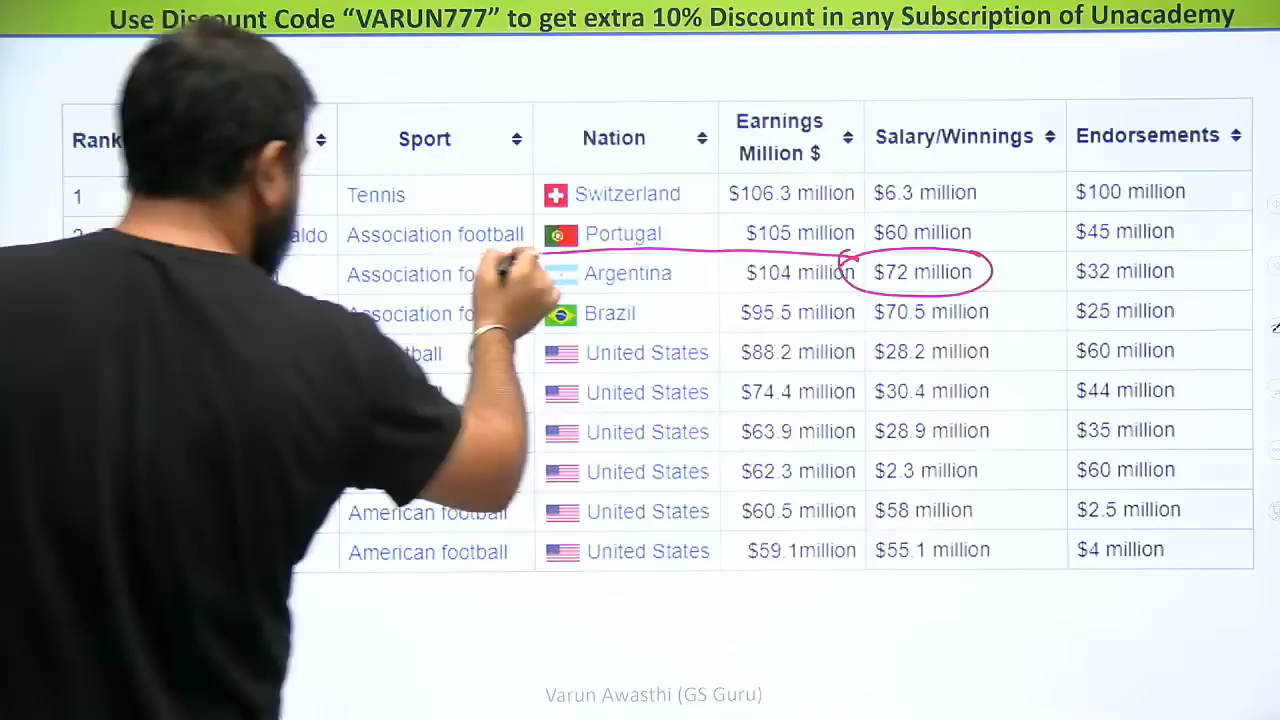 Use Discount Code “VARUN777” to get extra 10% Discount in any Subscription of Unacademy
Rank Sport Nation Earnings Million $ Salary/Winnings Endorsements
1 Tennis Switzerland $106.3 million $6.3 million $100 million
aldo Association football Portugal $105 million $60 million $45 million
Association fo Argentina $104 million $72 million $32 million
ssociation fo Brazil $95.5 million $70.5 million $25 million
tball United States $88.2 million $28.2 million $60 million
United States $74.4 million $30.4 million $44 million
United States $63.9 million $28.9 million $35 million
United States $62.3 million $2.3 million $60 million
American football United States $60.5 million $58 million $2.5 million
American football United States $59.1million $55.1 million $4 million
Varun Awasthi (GS Guru)